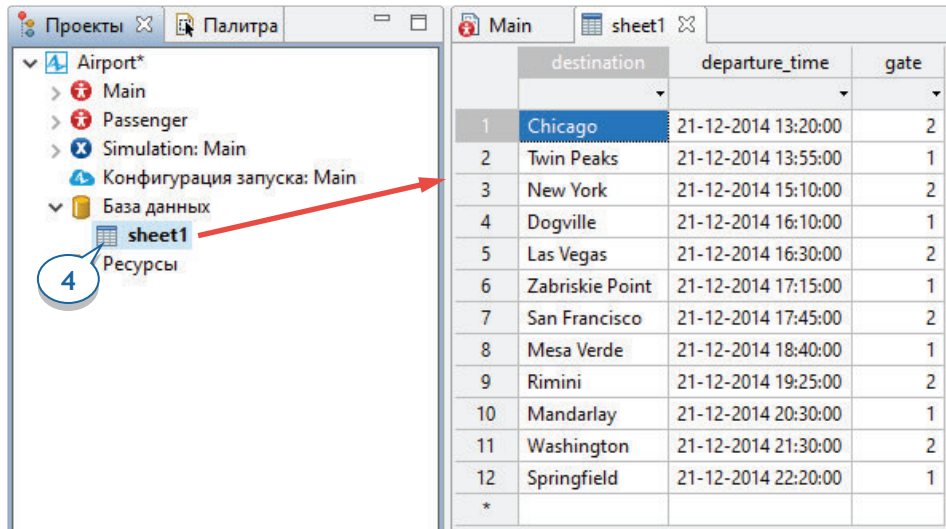 Проекты Палитра
Airport*
Main
Passenger
Simulation: Main
Конфигурация запуска: Main
База данных
sheet1
Ресурсы
4
Main sheet1
destination departure_time gate
1 Chicago 21-12-2014 13:20:00 2
2 Twin Peaks 21-12-2014 13:55:00 1
3 New York 21-12-2014 15:10:00 2
4 Dogville 21-12-2014 16:10:00 1
5 Las Vegas 21-12-2014 16:30:00 2
6 Zabriskie Point 21-12-2014 17:15:00 1
7 San Francisco 21-12-2014 17:45:00 2
8 Mesa Verde 21-12-2014 18:40:00 1
9 Rimini 21-12-2014 19:25:00 2
10 Mandarlay 21-12-2014 20:30:00 1
11 Washington 21-12-2014 21:30:00 2
12 Springfield 21-12-2014 22:20:00 1
*